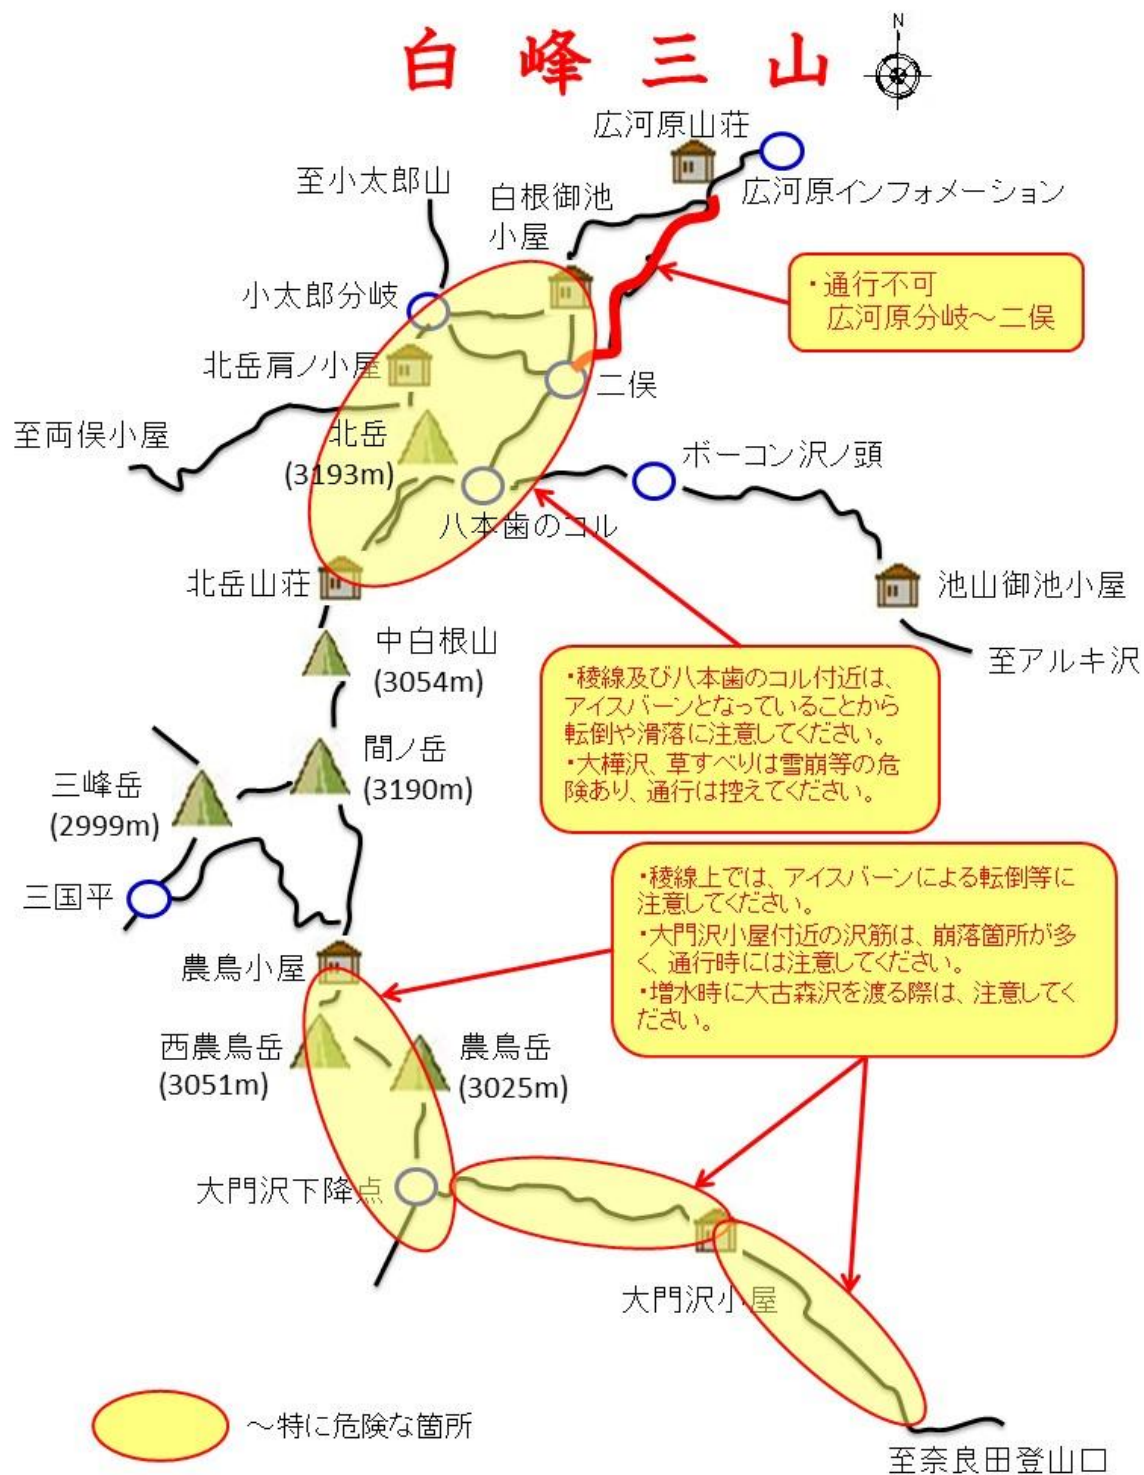 白峰三山
N
広河原山荘
至小太郎山
白根御池
小屋
広河原インフォメーション
小太郎分岐
・通行不可
広河原分岐～二俣
北岳肩ノ小屋
二俣
至両俣小屋
北岳
(3193m)
ボーコン沢ノ頭
八本歯のコル
北岳山荘
池山御池小屋
中白根山
(3054m)
至アルキ沢
・稜線及び八本歯のコル付近は、
アイスバーンとなっていることから
転倒や滑落に注意してください。
・大樺沢、草すべりは雪崩等の危
険あり、通行は控えてください。
間ノ岳
(3190m)
三峰岳
(2999m)
三国平
・稜線上では、アイスバーンによる転倒等に
注意してください。
・大門沢小屋付近の沢筋は、崩落箇所が多
く、通行時には注意してください。
・増水時に大古森沢を渡る際は、注意してく
ださい。
農鳥小屋
西農鳥岳
(3051m)
農鳥岳
(3025m)
大門沢下降点
大門沢小屋
～特に危険な箇所
至奈良田登山口